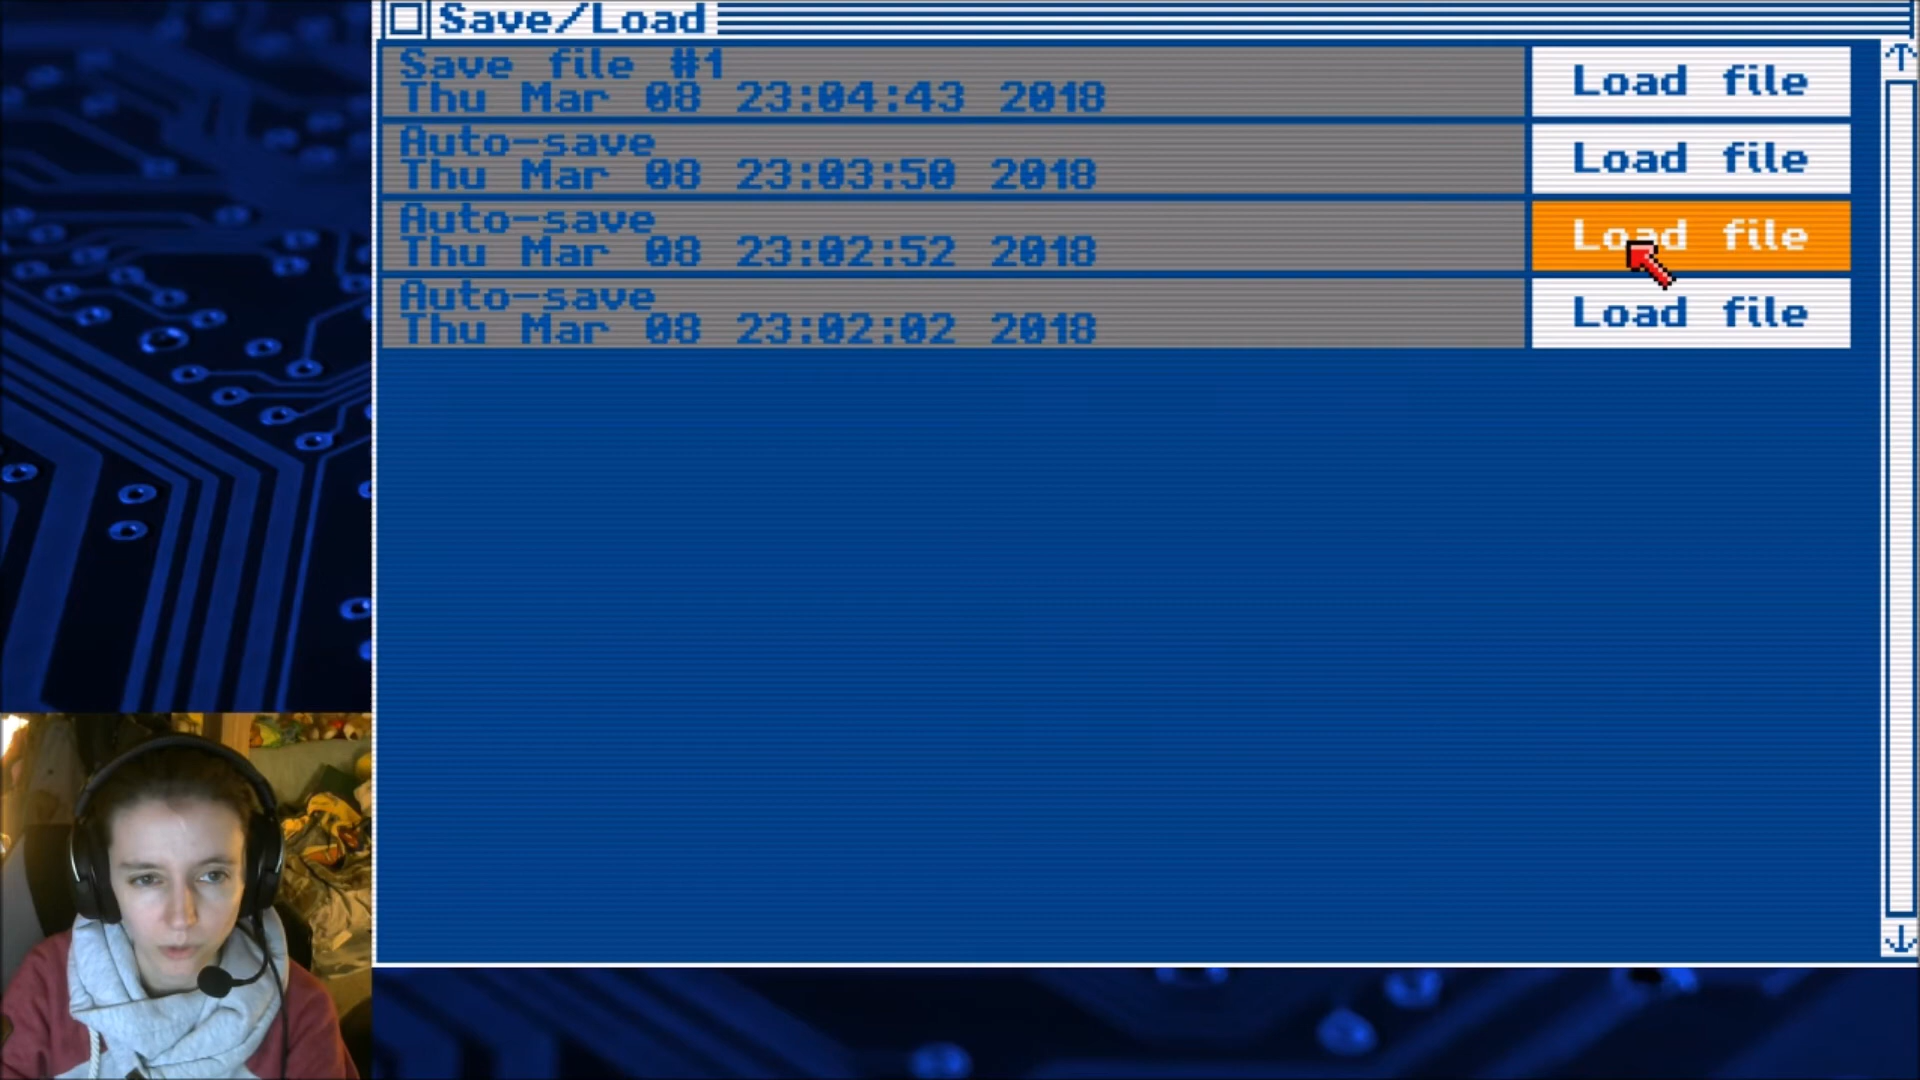 Save/Load
Save file #1
Thu Mar 08 23:04:43 2018
Load file
Auto-save
Thu Mar 08 23:03:50 2018
Load file
Auto-save
Thu Mar 08 23:02:52 2018
Load file
Auto-save
Thu Mar 08 23:02:02 2018
Load file